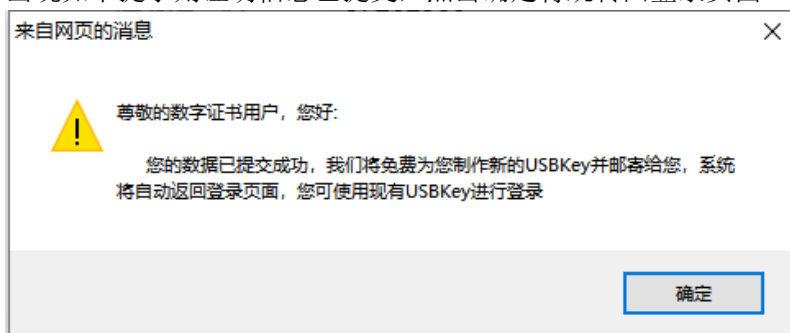 来自网页的消息
尊敬的数字证书用户，您好:
您的数据已提交成功，我们将免费为您制作新的USBKey并邮寄给您，系统
将自动返回登录页面，您可使用现有USBKey进行登录
确定